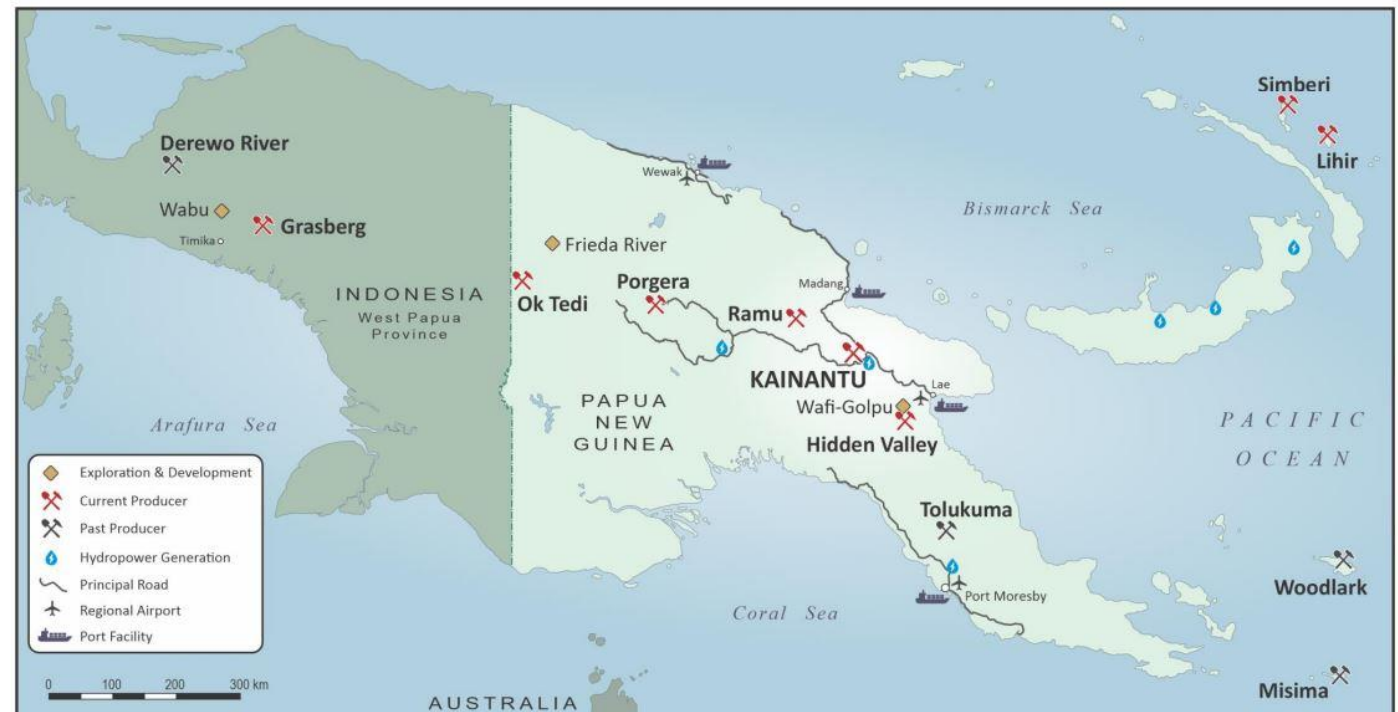 Simberi
Lihir
Derewo River
Wewak
Wabu
Bismarck Sea
Grasberg
Timika
Frieda River
Ok Tedi
Porgera
Madang
Ramu
INDONESIA
West Papua
Province
KAINANTU
Lae
Wafi-Golpu
PAPUA
NEW
GUINEA
Hidden Valley
Arafura Sea
PACIFIC
OCEAN
Exploration & Development
Current Producer
Past Producer
Hydropower Generation
Principal Road
Regional Airport
Port Facility
Tolukuma
Woodlark
Port Moresby
Coral Sea
0 100 200 300 km
AUSTRALIA
Misima